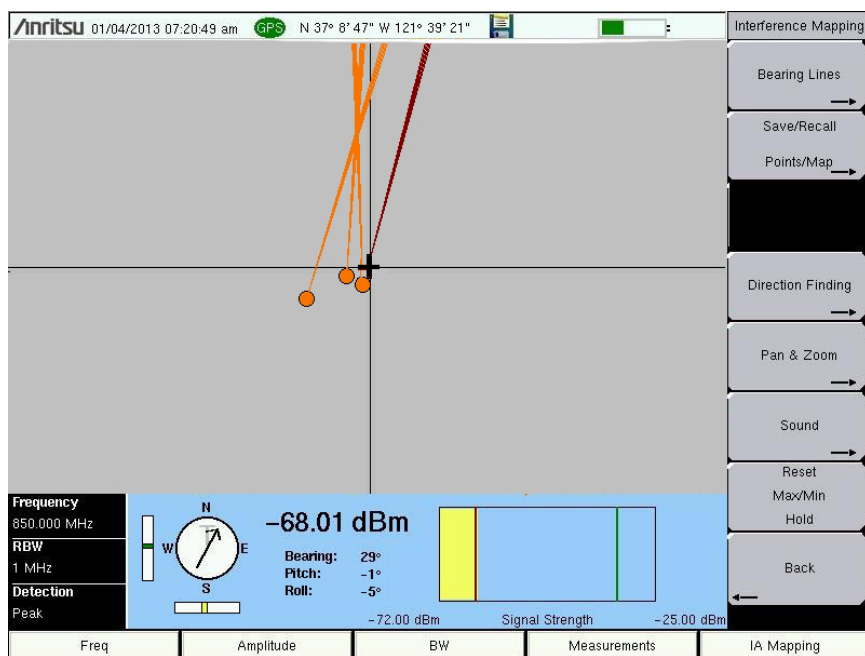 Anritsu 01/04/2013 07:20:49 am GPS N 37° 8' 47" W 121° 39' 21"
Interference Mapping
Bearing Lines
Save/Recall
Points/Map
Direction Finding
Pan & Zoom
Sound
Reset
Max/Min
Hold
Back
Frequency
850.000 MHz
RBW
1 MHz
Detection
Peak
N
W E
S
-68.01 dBm
Bearing: 29°
Pitch: -1°
Roll: -5°
-72.00 dBm Signal Strength -25.00 dBm
Freq Amplitude BW Measurements IA Mapping